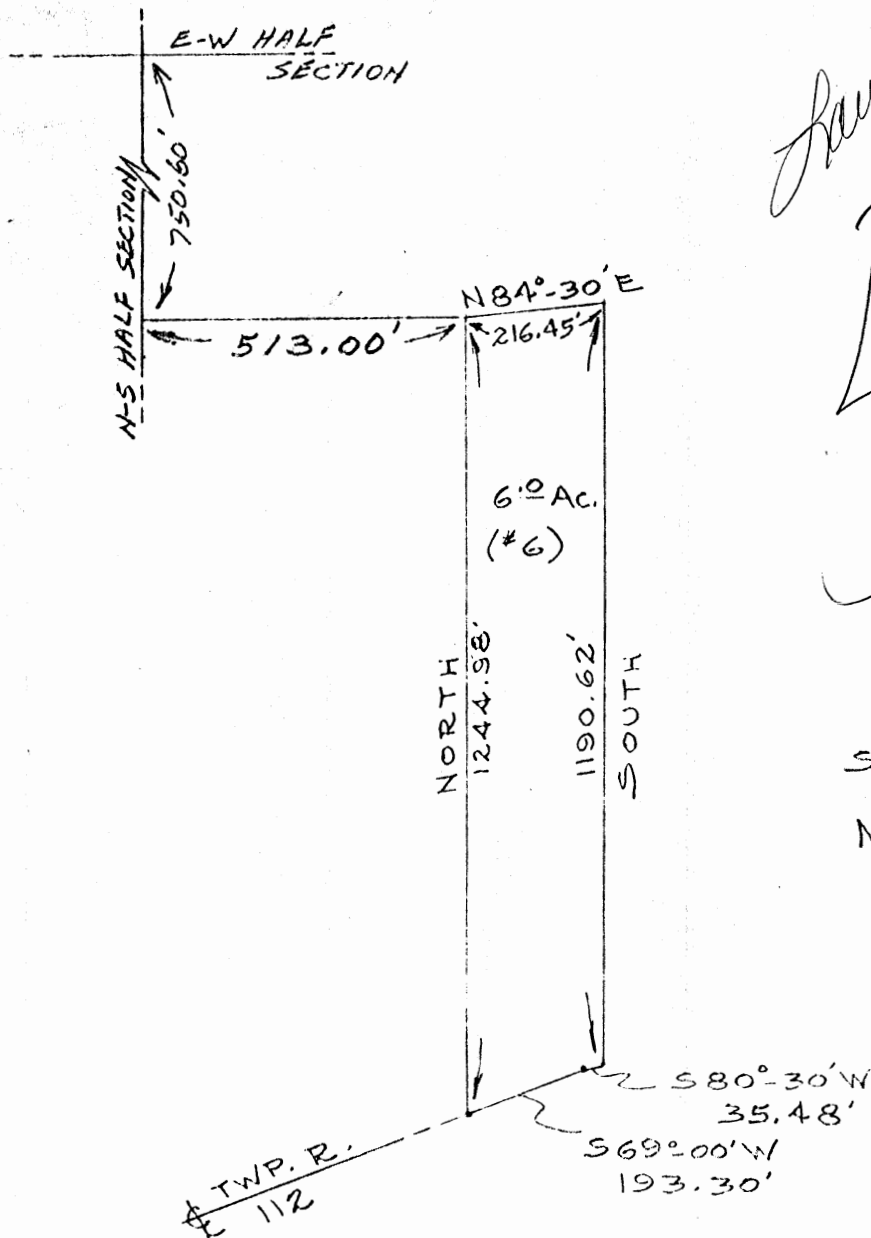 E-W HALF
SECTION
750.60'
N-S HALF SECTION
N84°-30'E
216.45'
513.00'
6.0 Ac.
(#6)
NORTH
1244.98'
1190.62'
SOUTH
S
N
S80°-30'W
35.48'
S69°-00'W
193.30'
℄ TWP. R.
112